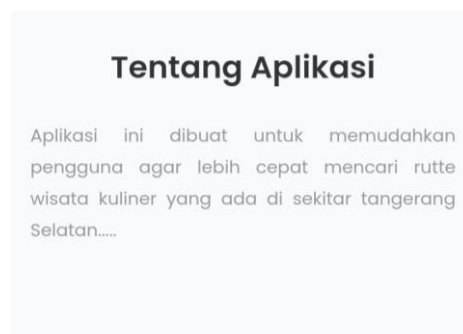 Tentang Aplikasi
Aplikasi ini dibuat untuk memudahkan
pengguna agar lebih cepat mencari rutte
wisata kuliner yang ada di sekitar tangerang
Selatan.....